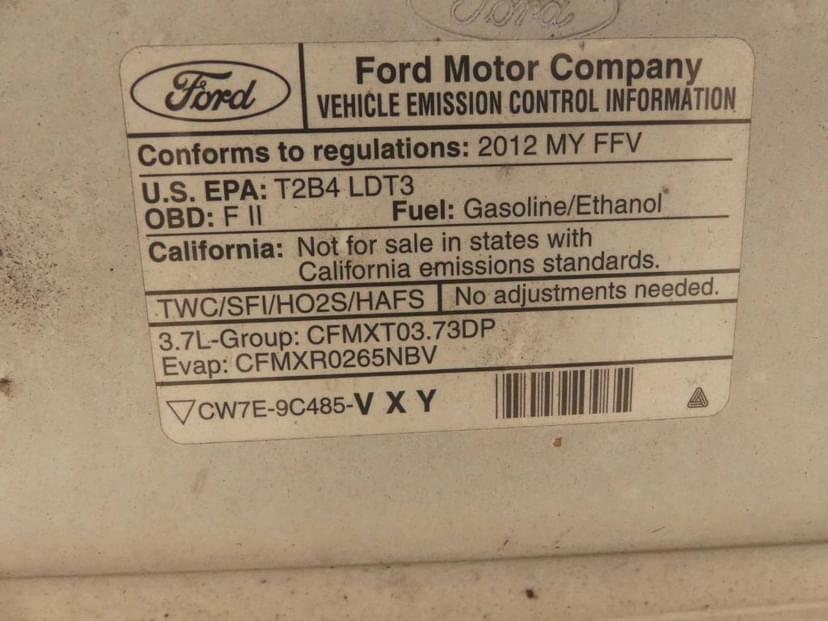 Ford
Ford
Ford Motor Company
VEHICLE EMISSION CONTROL INFORMATION
Conforms to regulations: 2012 MY FFV
U.S. EPA: T2B4 LDT3
OBD: F II Fuel: Gasoline/Ethanol
California: Not for sale in states with
California emissions standards.
TWC/SFI/HO2S/HAFS No adjustments needed.
3.7L-Group: CFMXT03.73DP
Evap: CFMXR0265NBV
CW7E-9C485-V X Y